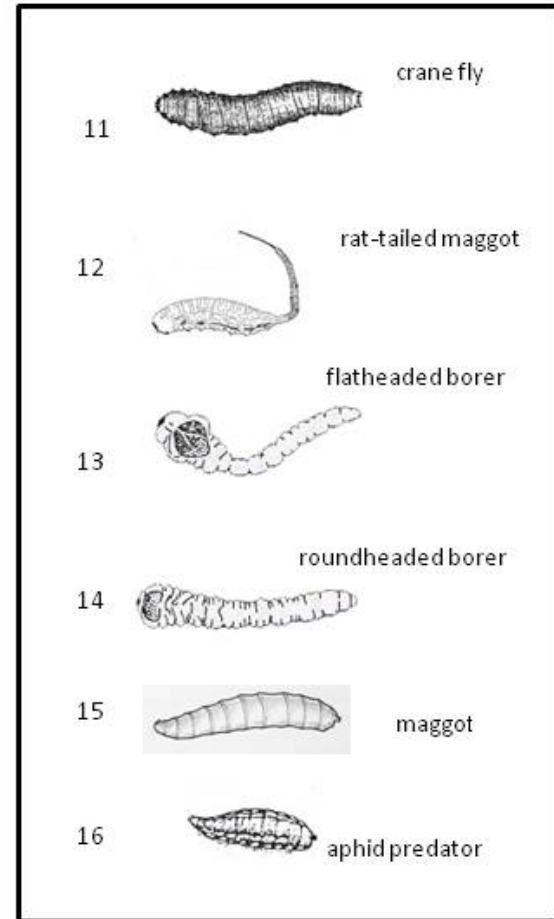 crane fly
11
rat-tailed maggot
12
flatheaded borer
13
roundheaded borer
14
15
maggot
16
aphid predator